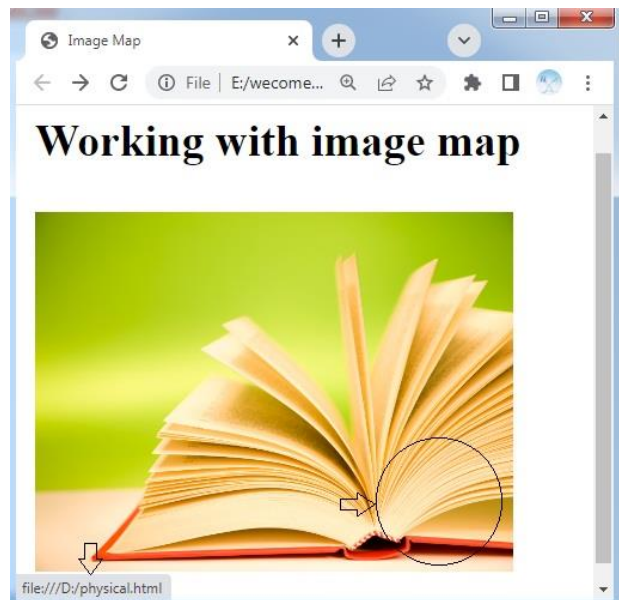 Image Map
File | E:/wecome...
Working with image map
file:///D:/physical.html